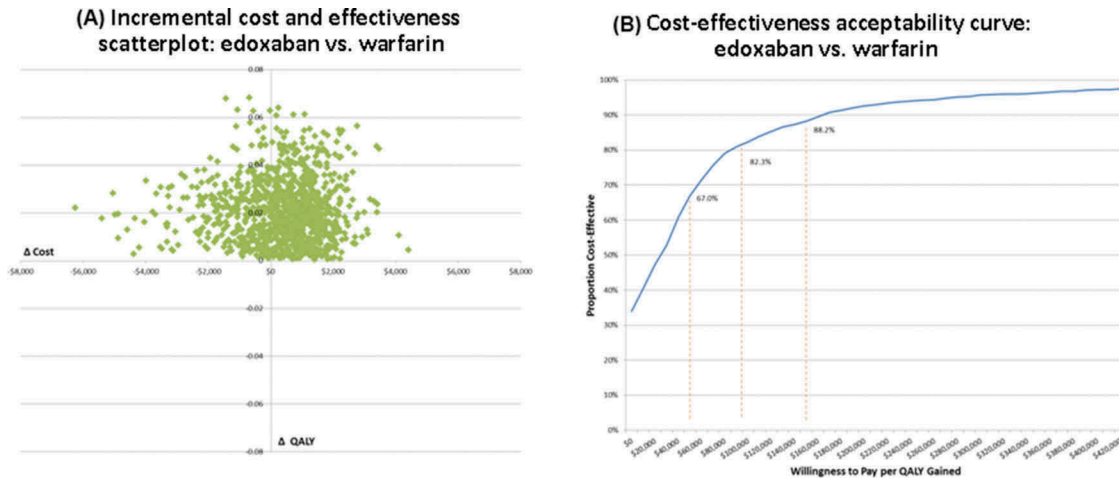 (A) Incremental cost and effectiveness
scatterplot: edoxaban vs. warfarin
0.08
0.06
0.04
0.02
Δ Cost
0
-$8,000 -$6,000 -$4,000 -$2,000 $0 $2,000 $4,000 $6,000 $8,000
-0.02
-0.04
-0.06
Δ QALY
-0.08
(B) Cost-effectiveness acceptability curve:
edoxaban vs. warfarin
100%
90%
88.2%
80%
82.3%
70%
67.0%
60%
50%
40%
30%
20%
10%
0%
Proportion Cost-Effective
$0 $20,000 $40,000 $60,000 $80,000 $100,000 $120,000 $140,000 $160,000 $180,000 $200,000 $220,000 $240,000 $260,000 $280,000 $300,000 $320,000 $340,000 $360,000 $380,000 $400,000 $420,000
Willingness to Pay per QALY Gained